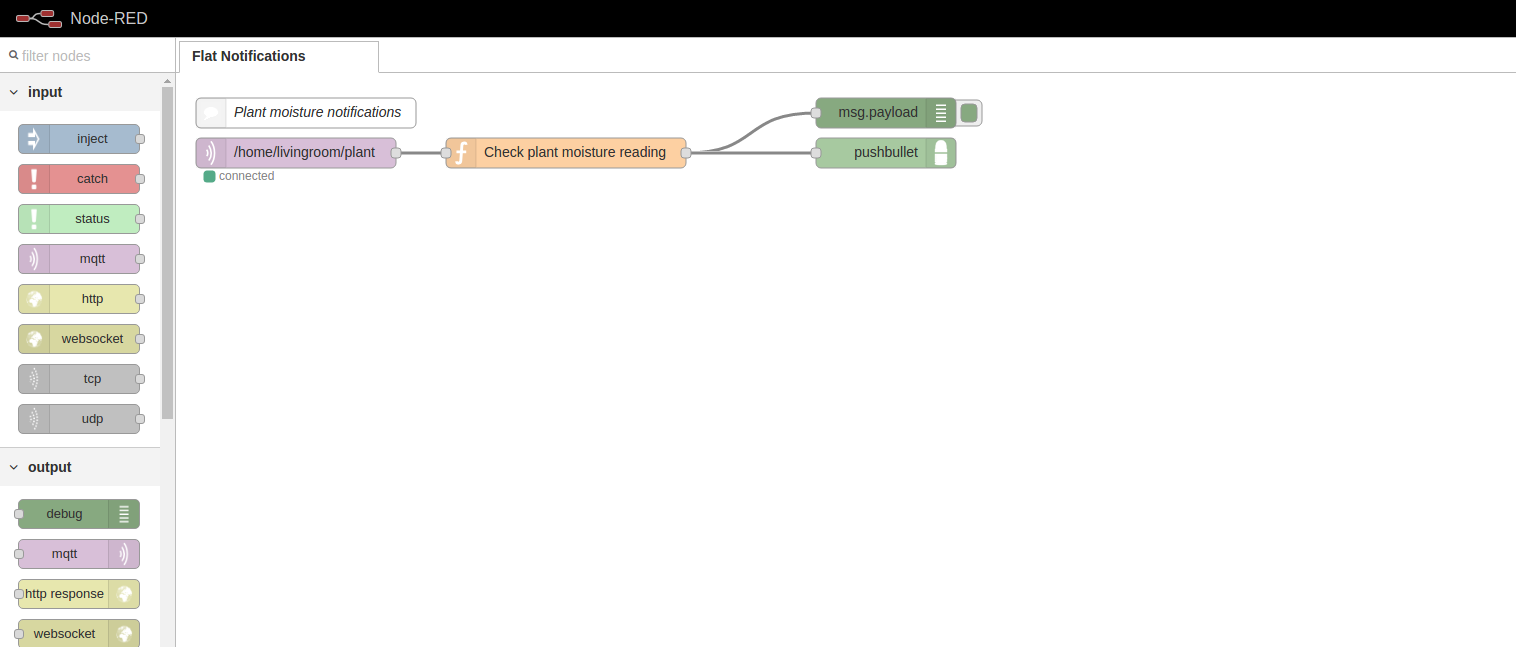 Node-RED
filter nodes
Flat Notifications
input
inject
catch
status
mqtt
http
websocket
tcp
udp
output
debug
mqtt
http response
websocket
Plant moisture notifications
msg.payload
/home/livingroom/plant
Check plant moisture reading
pushbullet
connected